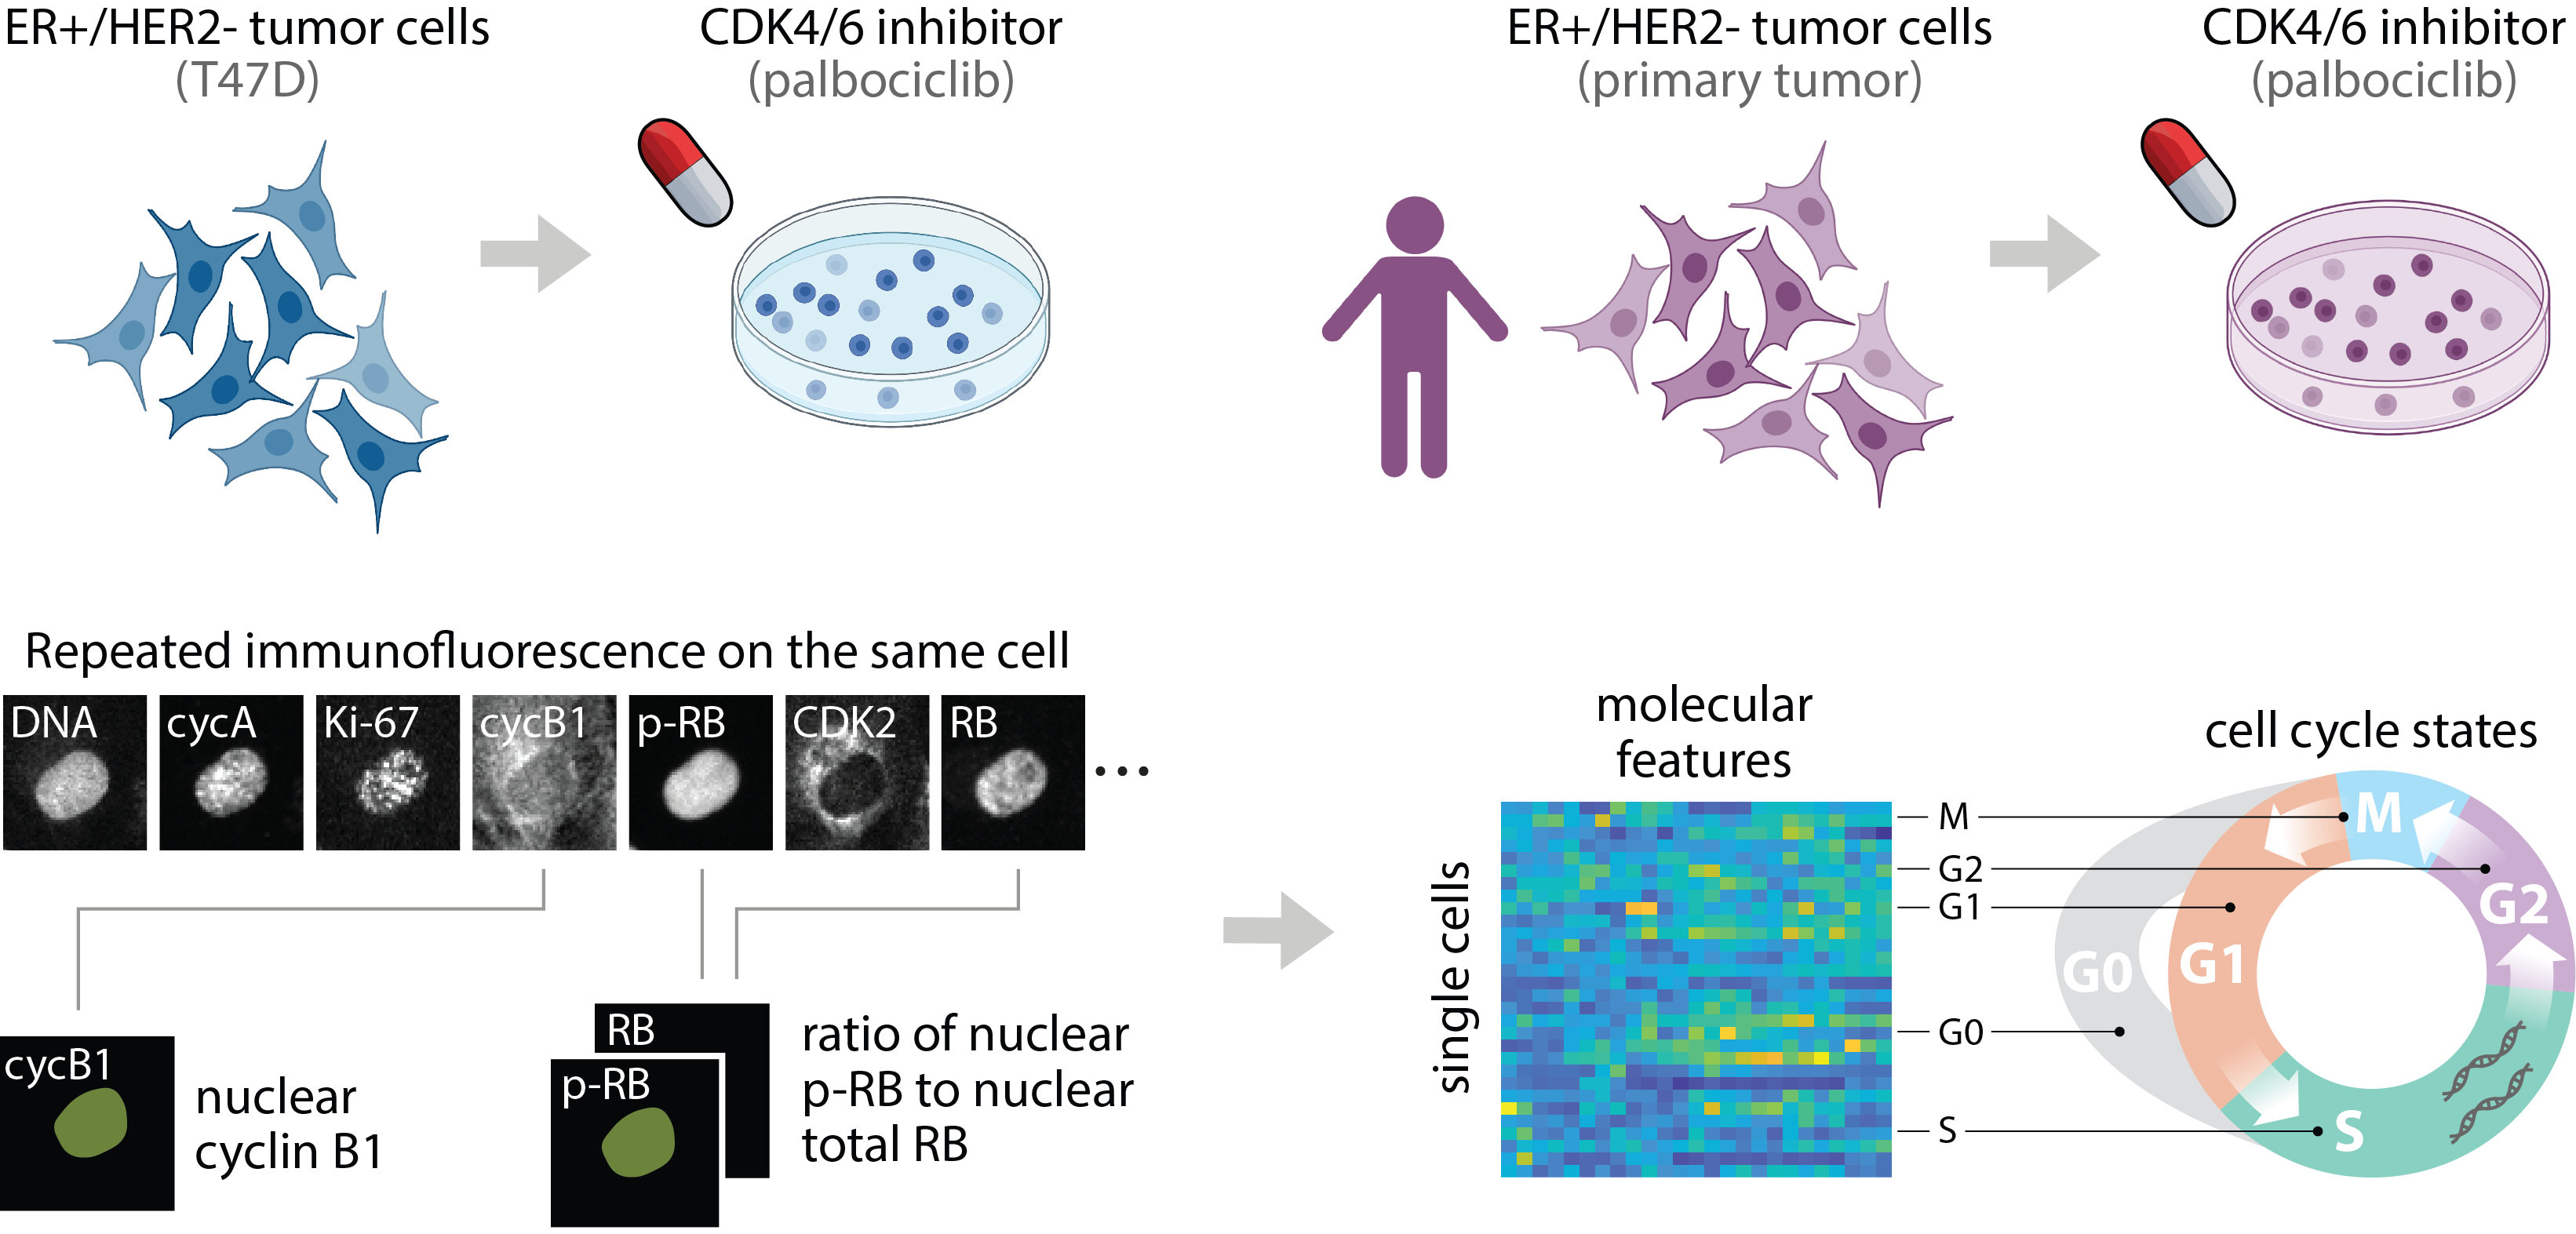 ER+/HER2- tumor cells
(T47D)
CDK4/6 inhibitor
(palbociclib)
ER+/HER2- tumor cells
(primary tumor)
CDK4/6 inhibitor
(palbociclib)
Repeated immunofluorescence on the same cell
DNA
cycA
Ki-67
cycB1
p-RB
CDK2
RB
...
cycB1
nuclear
cyclin B1
RB
p-RB
ratio of nuclear
p-RB to nuclear
total RB
molecular
features
single cells
M
G2
G1
G0
S
cell cycle states
M
G2
G1
G0
S